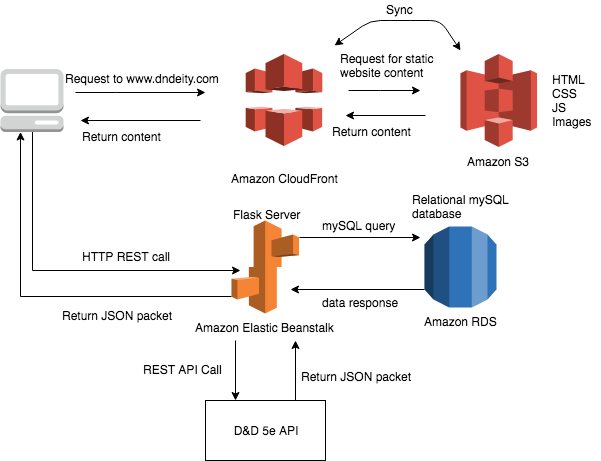 Sync
Request to www.dndeity.com
Request for static
website content
HTML
CSS
JS
Images
Return content
Return content
Amazon S3
Amazon CloudFront
Relational mySQL
database
Flask Server
mySQL query
HTTP REST call
data response
Return JSON packet
Amazon Elastic Beanstalk
Amazon RDS
REST API Call
Return JSON packet
D&D 5e API